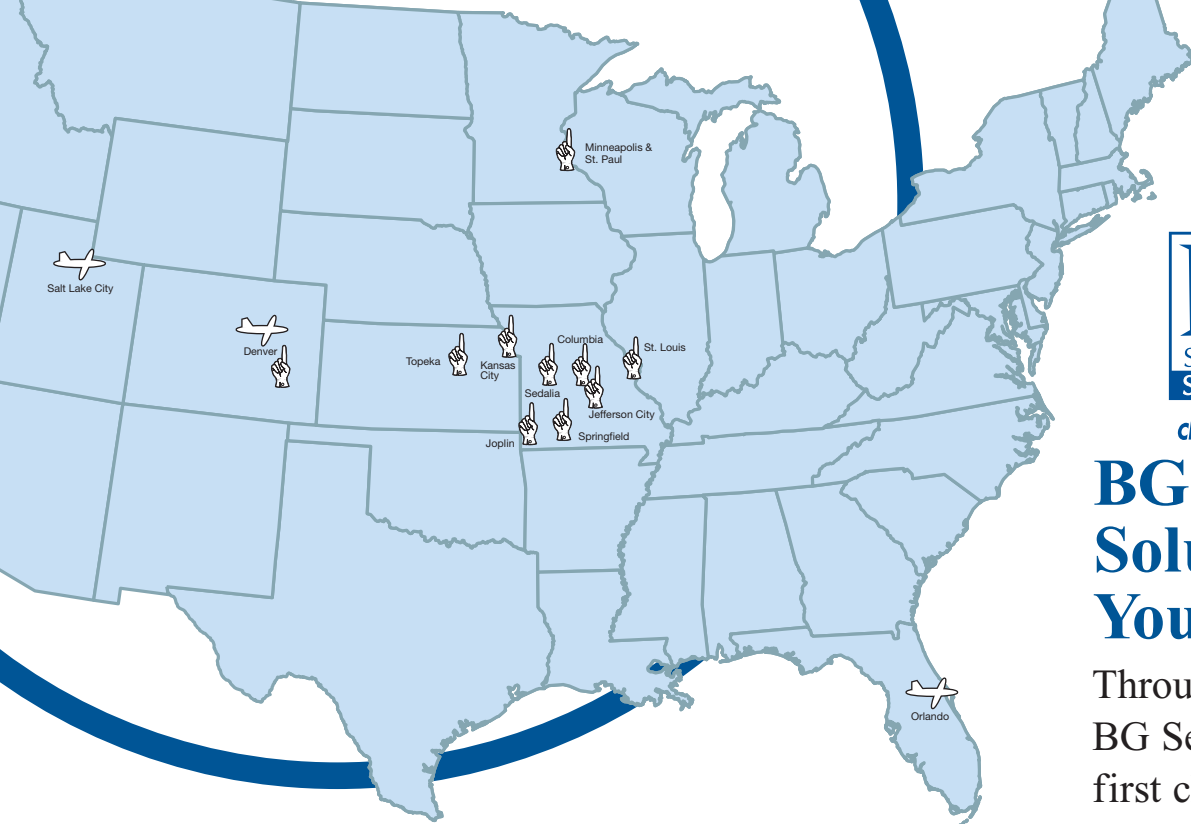 Minneapolis &
St. Paul
Salt Lake City
Denver
Topeka
Kansas
City
Columbia
St. Louis
Sedalia
Jefferson City
Joplin
Springfield
Orlando
BG
Solu
You
Throu
BG Se
first c